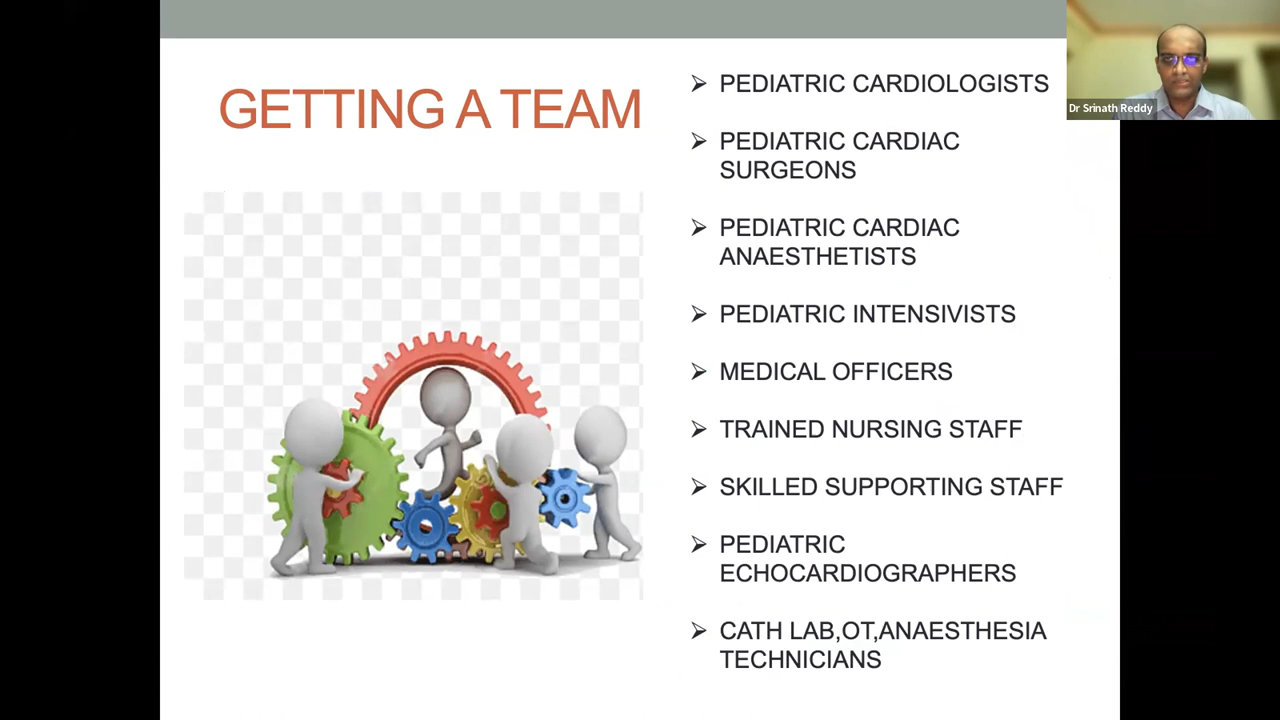 GETTING A TEAM
PEDIATRIC CARDIOLOGISTS
PEDIATRIC CARDIAC
SURGEONS
PEDIATRIC CARDIAC
ANAESTHETISTS
PEDIATRIC INTENSIVISTS
MEDICAL OFFICERS
TRAINED NURSING STAFF
SKILLED SUPPORTING STAFF
PEDIATRIC
ECHOCARDIOGRAPHERS
CATH LAB,OT,ANAESTHESIA
TECHNICIANS
Dr Srinath Reddy